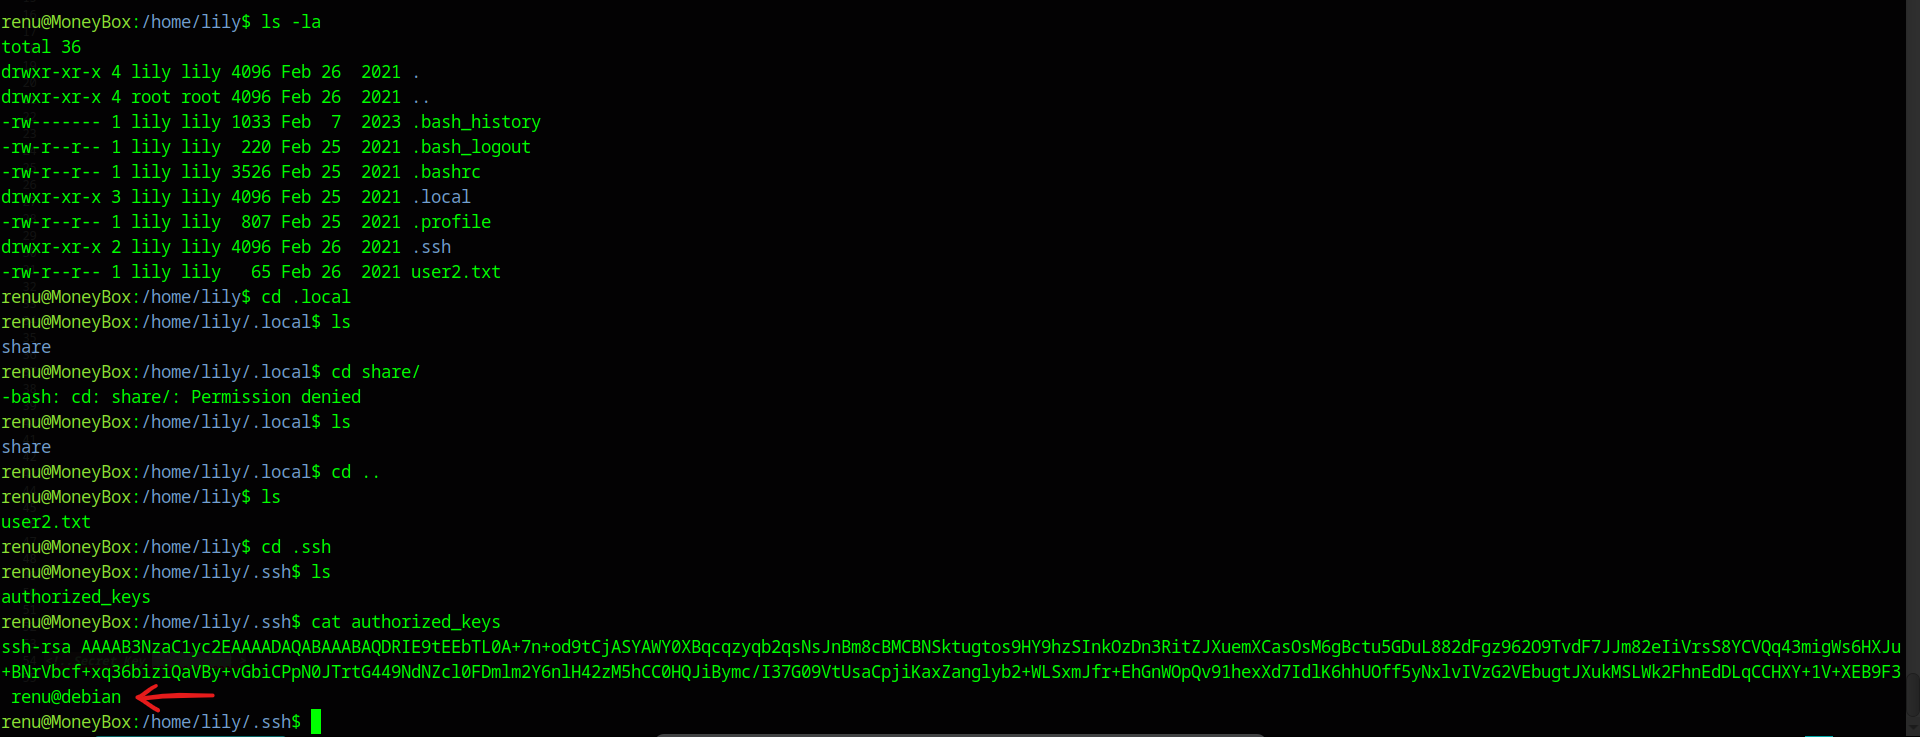 renu@MoneyBox:/home/lily$ ls -la
total 36
drwxr-xr-x 4 lily lily 4096 Feb 26  2021 .
drwxr-xr-x 4 root root 4096 Feb 26  2021 ..
-rw------- 1 lily lily 1033 Feb  7  2023 .bash_history
-rw-r--r-- 1 lily lily  220 Feb 25  2021 .bash_logout
-rw-r--r-- 1 lily lily 3526 Feb 25  2021 .bashrc
drwxr-xr-x 3 lily lily 4096 Feb 25  2021 .local
-rw-r--r-- 1 lily lily  807 Feb 25  2021 .profile
drwxr-xr-x 2 lily lily 4096 Feb 26  2021 .ssh
-rw-r--r-- 1 lily lily   65 Feb 26  2021 user2.txt
renu@MoneyBox:/home/lily$ cd .local
renu@MoneyBox:/home/lily/.local$ ls
share
renu@MoneyBox:/home/lily/.local$ cd share/
-bash: cd: share/: Permission denied
renu@MoneyBox:/home/lily/.local$ ls
share
renu@MoneyBox:/home/lily/.local$ cd ..
renu@MoneyBox:/home/lily$ ls
user2.txt
renu@MoneyBox:/home/lily$ cd .ssh
renu@MoneyBox:/home/lily/.ssh$ ls
authorized_keys
renu@MoneyBox:/home/lily/.ssh$ cat authorized_keys
ssh-rsa AAAAB3NzaC1yc2EAAAADAQABAAABAQDRIE9tEEbTL0A+7n+od9tCjASYAWY0XBqcqzyqb2qsNsJnBm8cBMCBNSktugtos9HY9hzSInkOzDn3RitZJXuemXCasOsM6gBctu5GDuL882dFgz962O9TvdF7JJm82eIiVrsS8YCVQq43migWs6HXJu
+BNrVbcf+xq36biziQaVBy+vGbiCPpN0JTrtG449NdNZcl0FDmlm2Y6nlH42zM5hCC0HQJiBymc/I37G09VtUsaCpjiKaxZanglyb2+WLSxmJfr+EhGnWOpQv91hexXd7IdlK6hhUOff5yNxlvIVzG2VEbugtJXukMSLWk2FhnEdDLqCCHXY+1V+XEB9F3
renu@debian
renu@MoneyBox:/home/lily/.ssh$